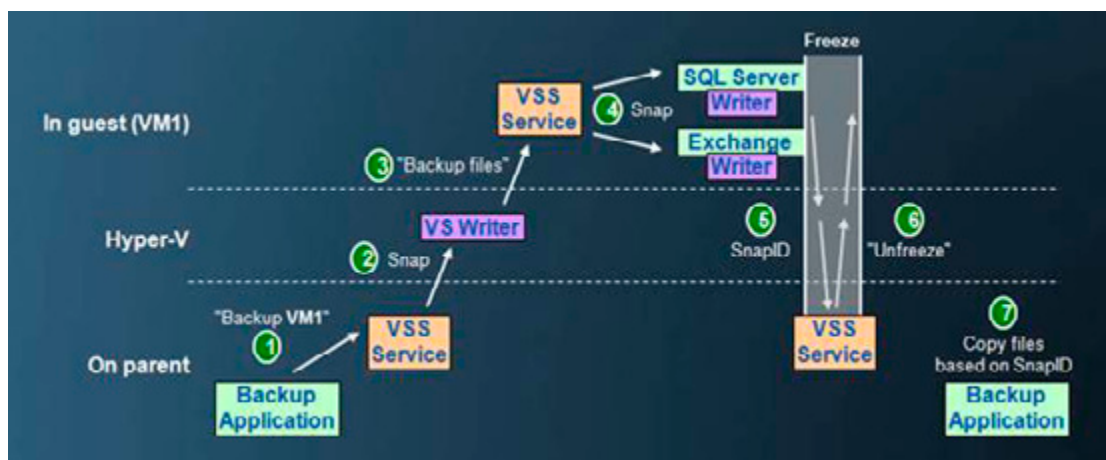 Freeze
In guest (VM1)
VSS
Service
4 Snap
SQL Server
Writer
Exchange
Writer
3 "Backup files"
Hyper-V
VS Writer
2 Snap
5
SnapID
6
"Unfreeze"
On parent
"Backup VM1"
1
VSS
Service
Backup
Application
VSS
Service
7
Copy files
based on SnapID
Backup
Application